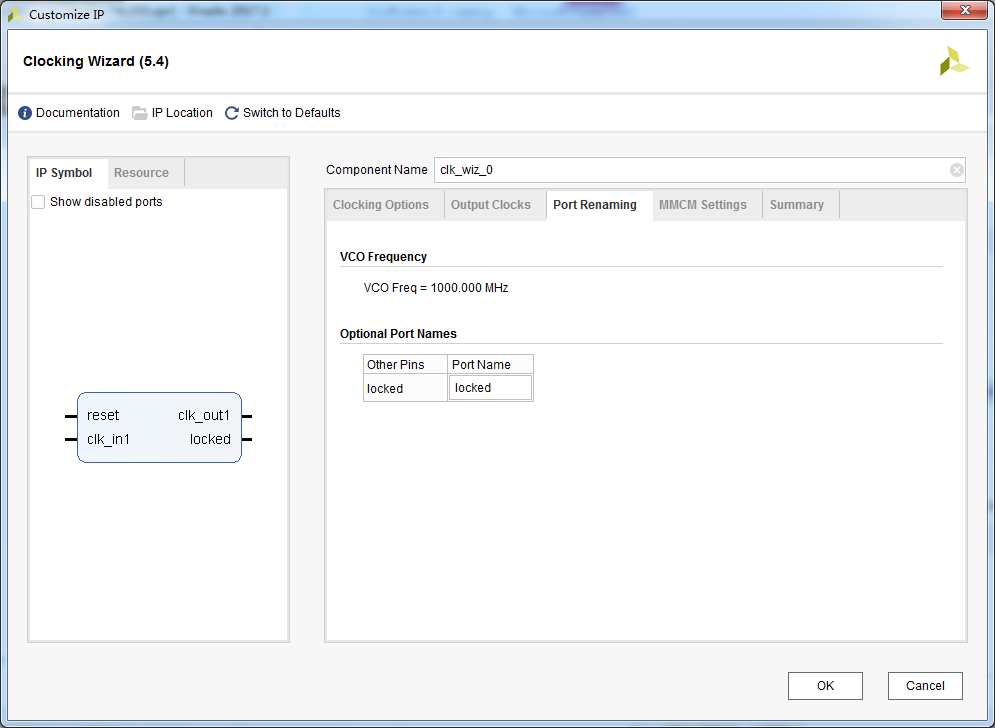 Customize IP
Clocking Wizard (5.4)
Documentation IP Location Switch to Defaults
IP Symbol Resource
Show disabled ports
reset clk_out1
clk_in1 locked
Component Name clk_wiz_0
Clocking Options Output Clocks Port Renaming MMCM Settings Summary
VCO Frequency
VCO Freq = 1000.000 MHz
Optional Port Names
Other Pins Port Name
locked locked
OK Cancel